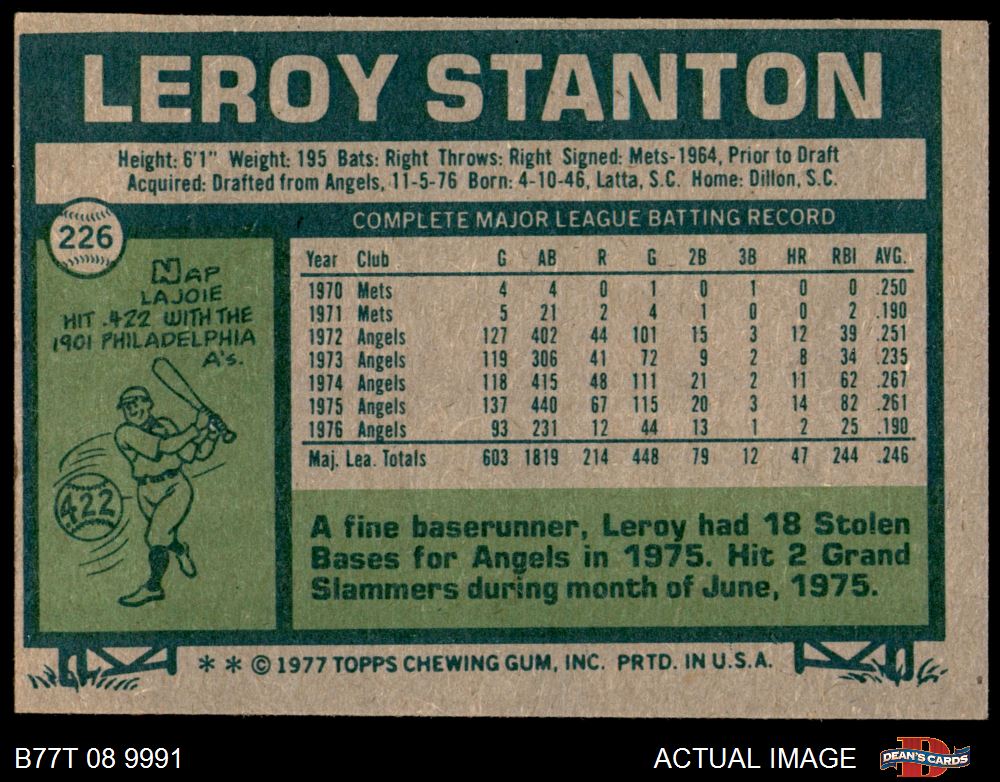 LEROY STANTON
Height: 6'1" Weight: 195 Bats: Right Throws: Right Signed: Mets-1964, Prior to Draft
Acquired: Drafted from Angels, 11-5-76 Born: 4-10-46, Latta, S.C. Home: Dillon, S.C.
226
COMPLETE MAJOR LEAGUE BATTING RECORD
NAP
LAJOIE
HIT .422 WITH THE
1901 PHILADELPHIA
A's.
.422
Year Club G AB R G 2B 3B HR RBI AVG.
1970 Mets 4 4 0 1 0 1 0 0 .250
1971 Mets 5 21 2 4 1 0 0 2 .190
1972 Angels 127 402 44 101 15 3 12 39 .251
1973 Angels 119 306 41 72 9 2 8 34 .235
1974 Angels 118 415 48 111 21 2 11 62 .267
1975 Angels 137 440 67 115 20 3 14 82 .261
1976 Angels 93 231 12 44 13 1 2 25 .190
Maj. Lea. Totals 603 1819 214 448 79 12 47 244 .246
A fine baserunner, Leroy had 18 Stolen
Bases for Angels in 1975. Hit 2 Grand
Slammers during month of June, 1975.
* * © 1977 TOPPS CHEWING GUM, INC. PRTD. IN U.S.A.
B77T 08 9991
ACTUAL IMAGE
DEAN'S CARDS